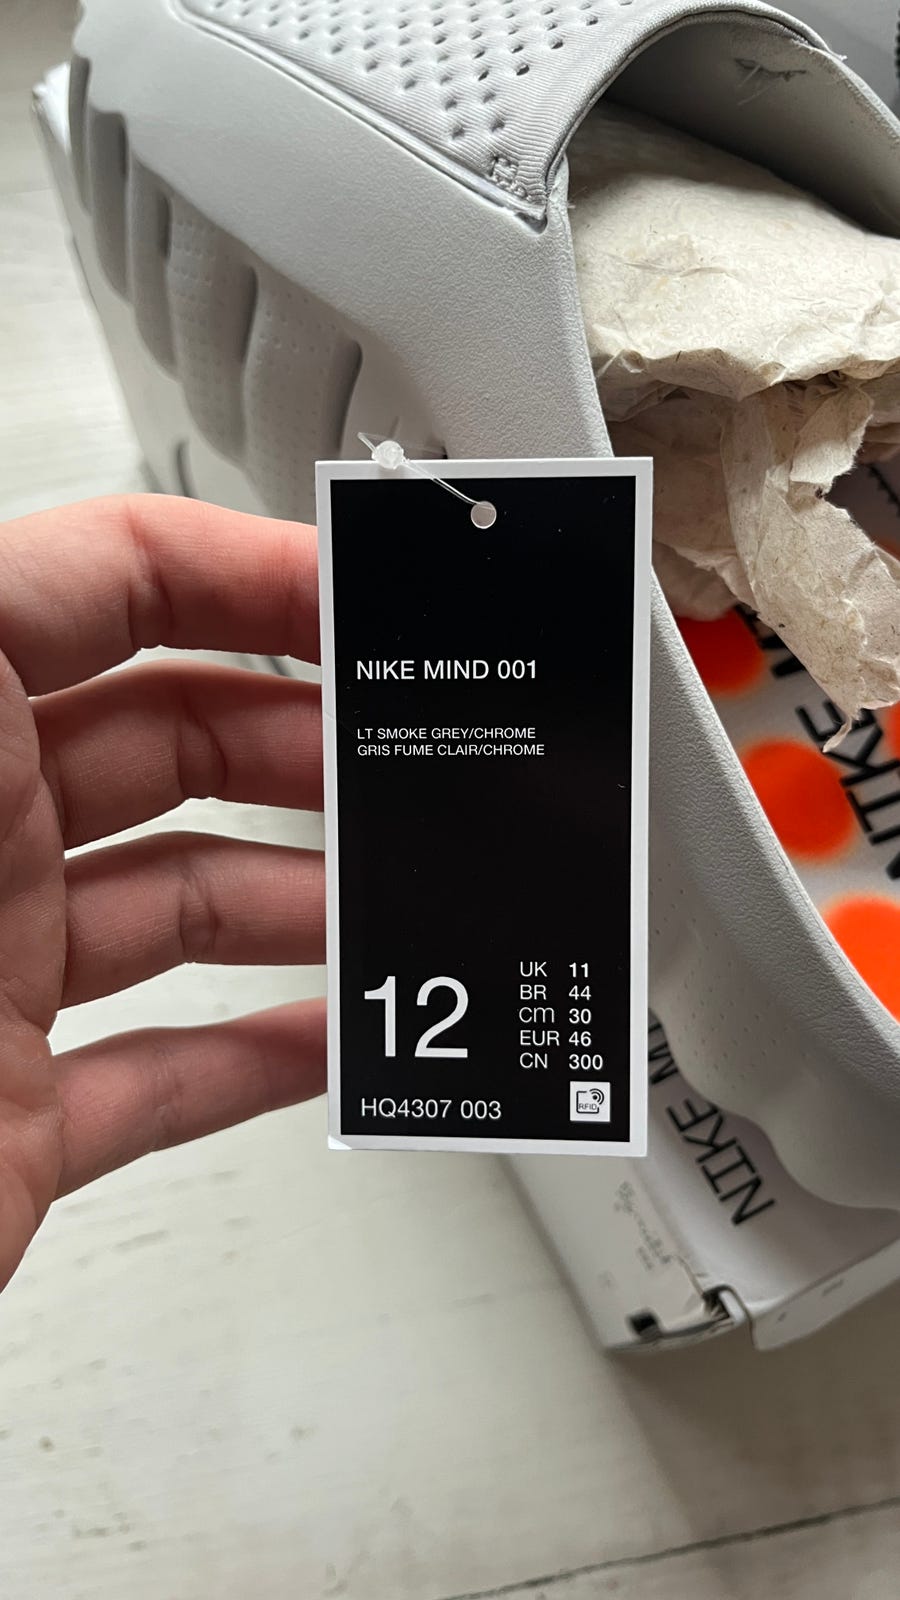 NIKE MIND 001
LT SMOKE GREY/CHROME
GRIS FUME CLAIR/CHROME
12
UK 11
BR 44
cm 30
EUR 46
CN 300
HQ4307 003
RFID
NIKE
NIKE